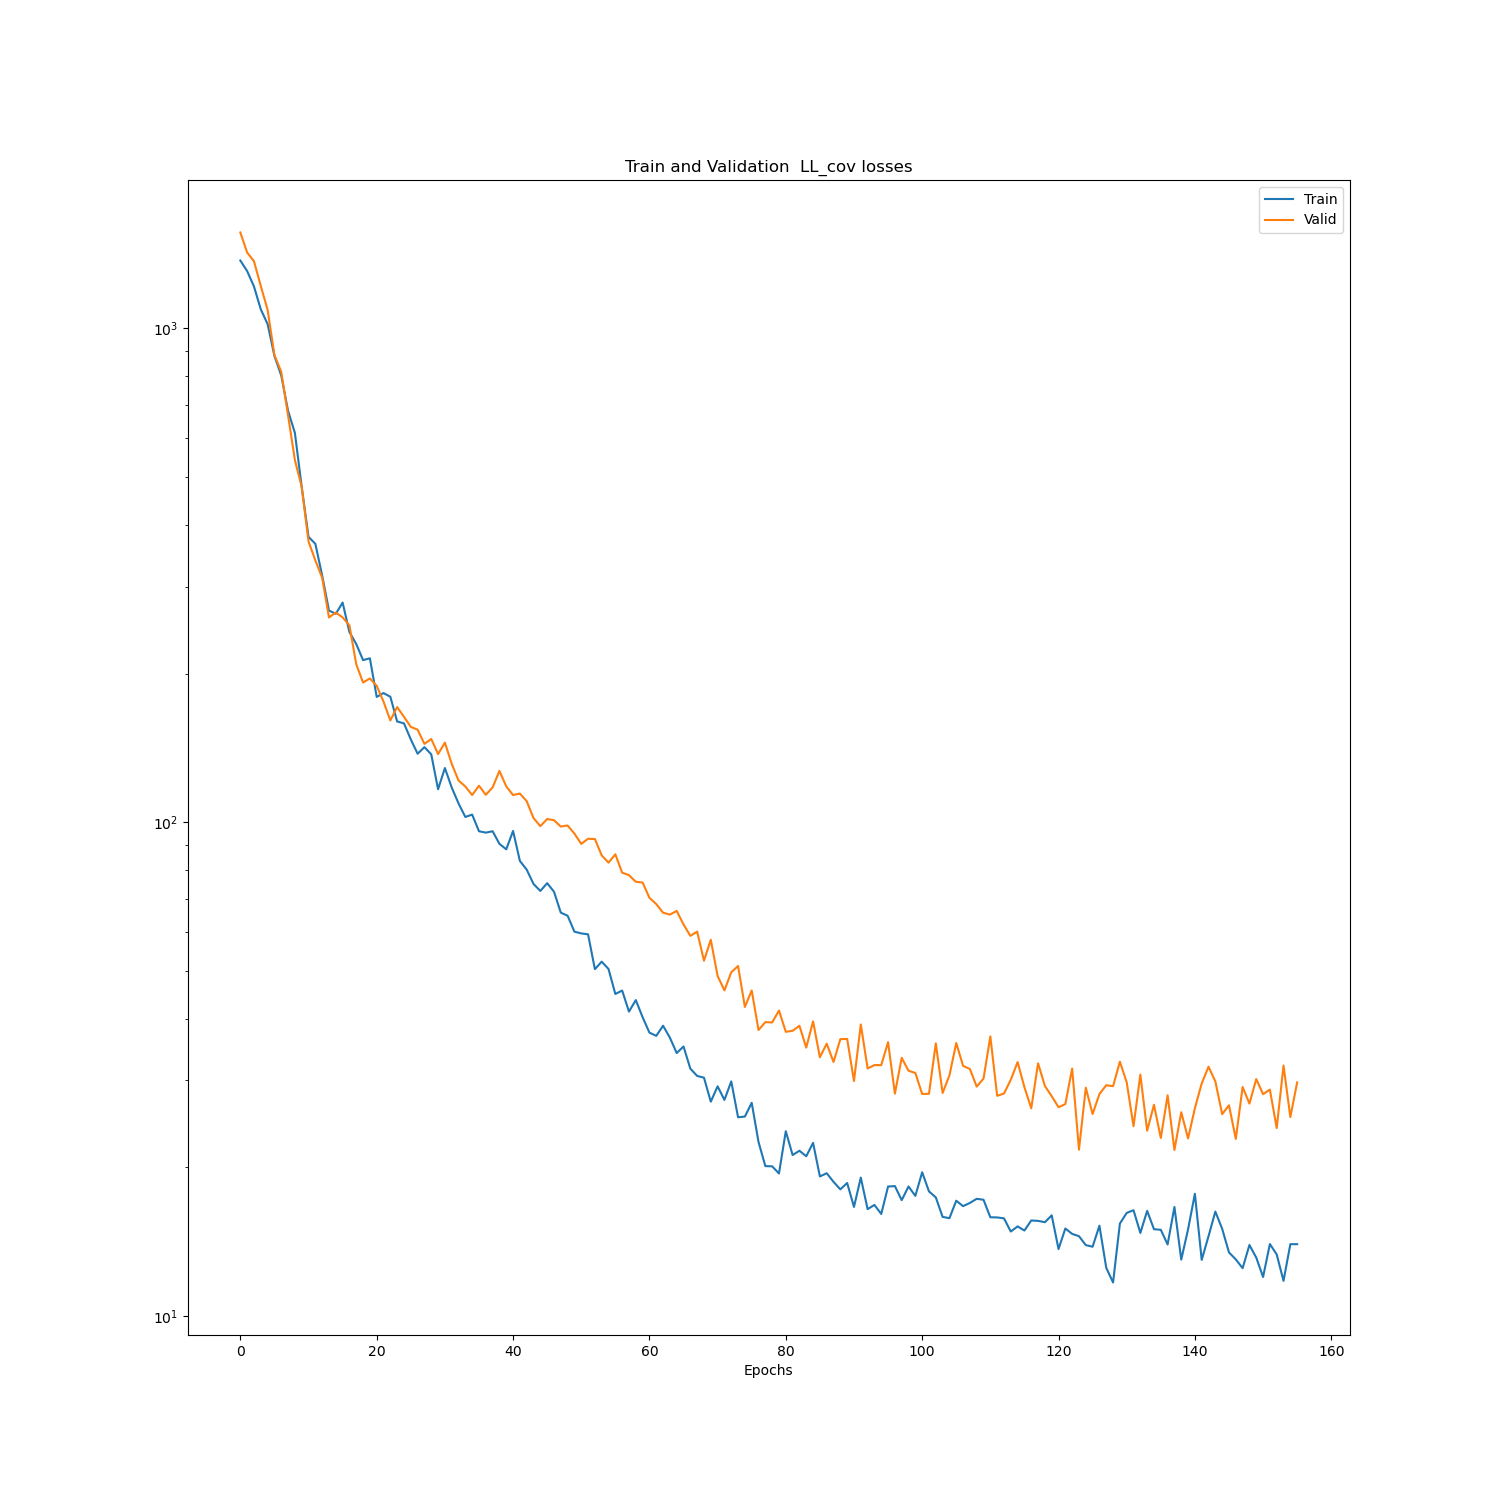 Train and Validation  LL_cov losses
Train
Valid
10³
10²
10¹
0 20 40 60 80 100 120 140 160
Epochs